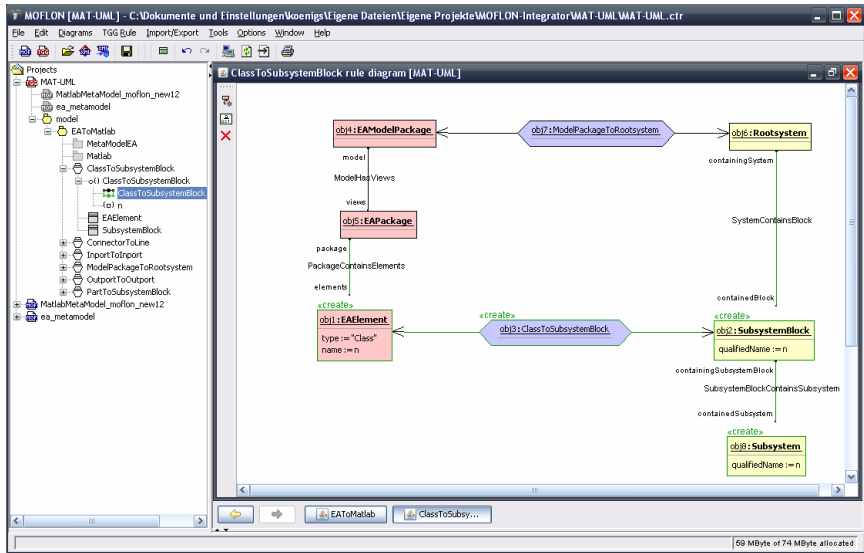 MOFLON [MAT-UML] - C:\Dokumente und Einstellungen\koenigs\Eigene Dateien\Eigene Projekte\MOFLON-Integrator\MAT-UML\MAT-UML.ctr
File Edit Diagrams TGG Rule Import/Export Tools Options Window Help
Projects
MAT-UML
MatlabMetaModel_moflon_new12
ea_metamodel
model
EAToMatlab
MetaModelEA
Matlab
ClassToSubsystemBlock
ClassToSubsystemBlock
ClassToSubsystemBlock
n
EAElement
SubsystemBlock
ConnectorToLine
InportToInport
ModelPackageToRootsystem
OutportToOutport
PartToSubsystemBlock
MatlabMetaModel_moflon_new12
ea_metamodel
ClassToSubsystemBlock rule diagram [MAT-UML]
obj4:EAModelPackage
obj7:ModelPackageToRootsystem
obj6:Rootsystem
model
containingSystem
ModelHasViews
views
obj5:EAPackage
SystemContainsBlock
package
PackageContainsElements
elements
containedBlock
«create»
«create»
«create»
obj1:EAElement
obj3:ClassToSubsystemBlock
obj2:SubsystemBlock
type := "Class"
name := n
qualifiedName := n
containingSubsystemBlock
SubsystemBlockContainsSubsystem
containedSubsystem
«create»
obj8:Subsystem
qualifiedName := n
EAToMatlab
ClassToSubsy...
59 MByte of 74 MByte allocated